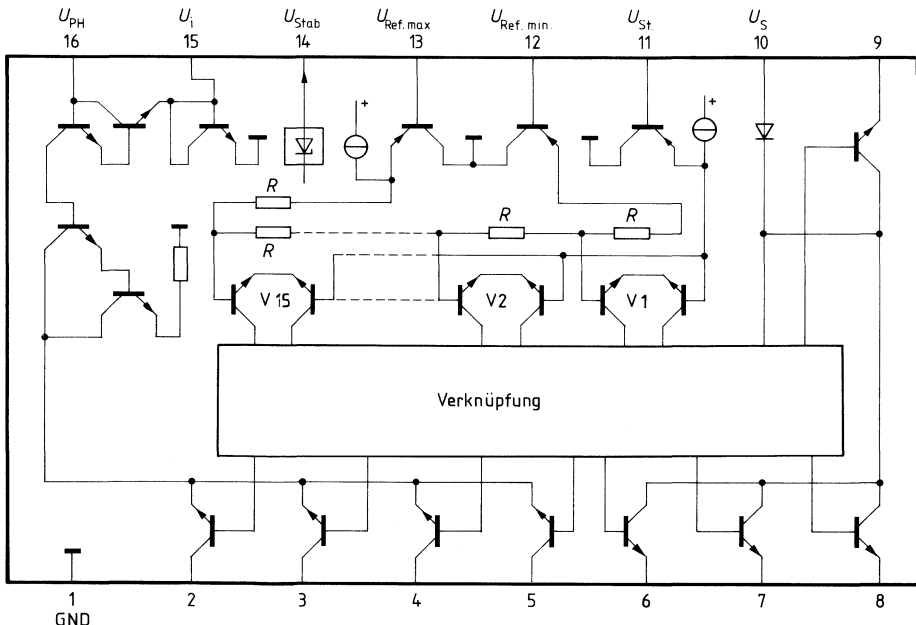 U_PH U_i U_Stab U_Ref.max U_Ref.min. U_St. U_S
16 15 14 13 12 11 10 9
+ +
R
R R R
V 15 V2 V1
Verknüpfung
1 2 3 4 5 6 7 8
GND